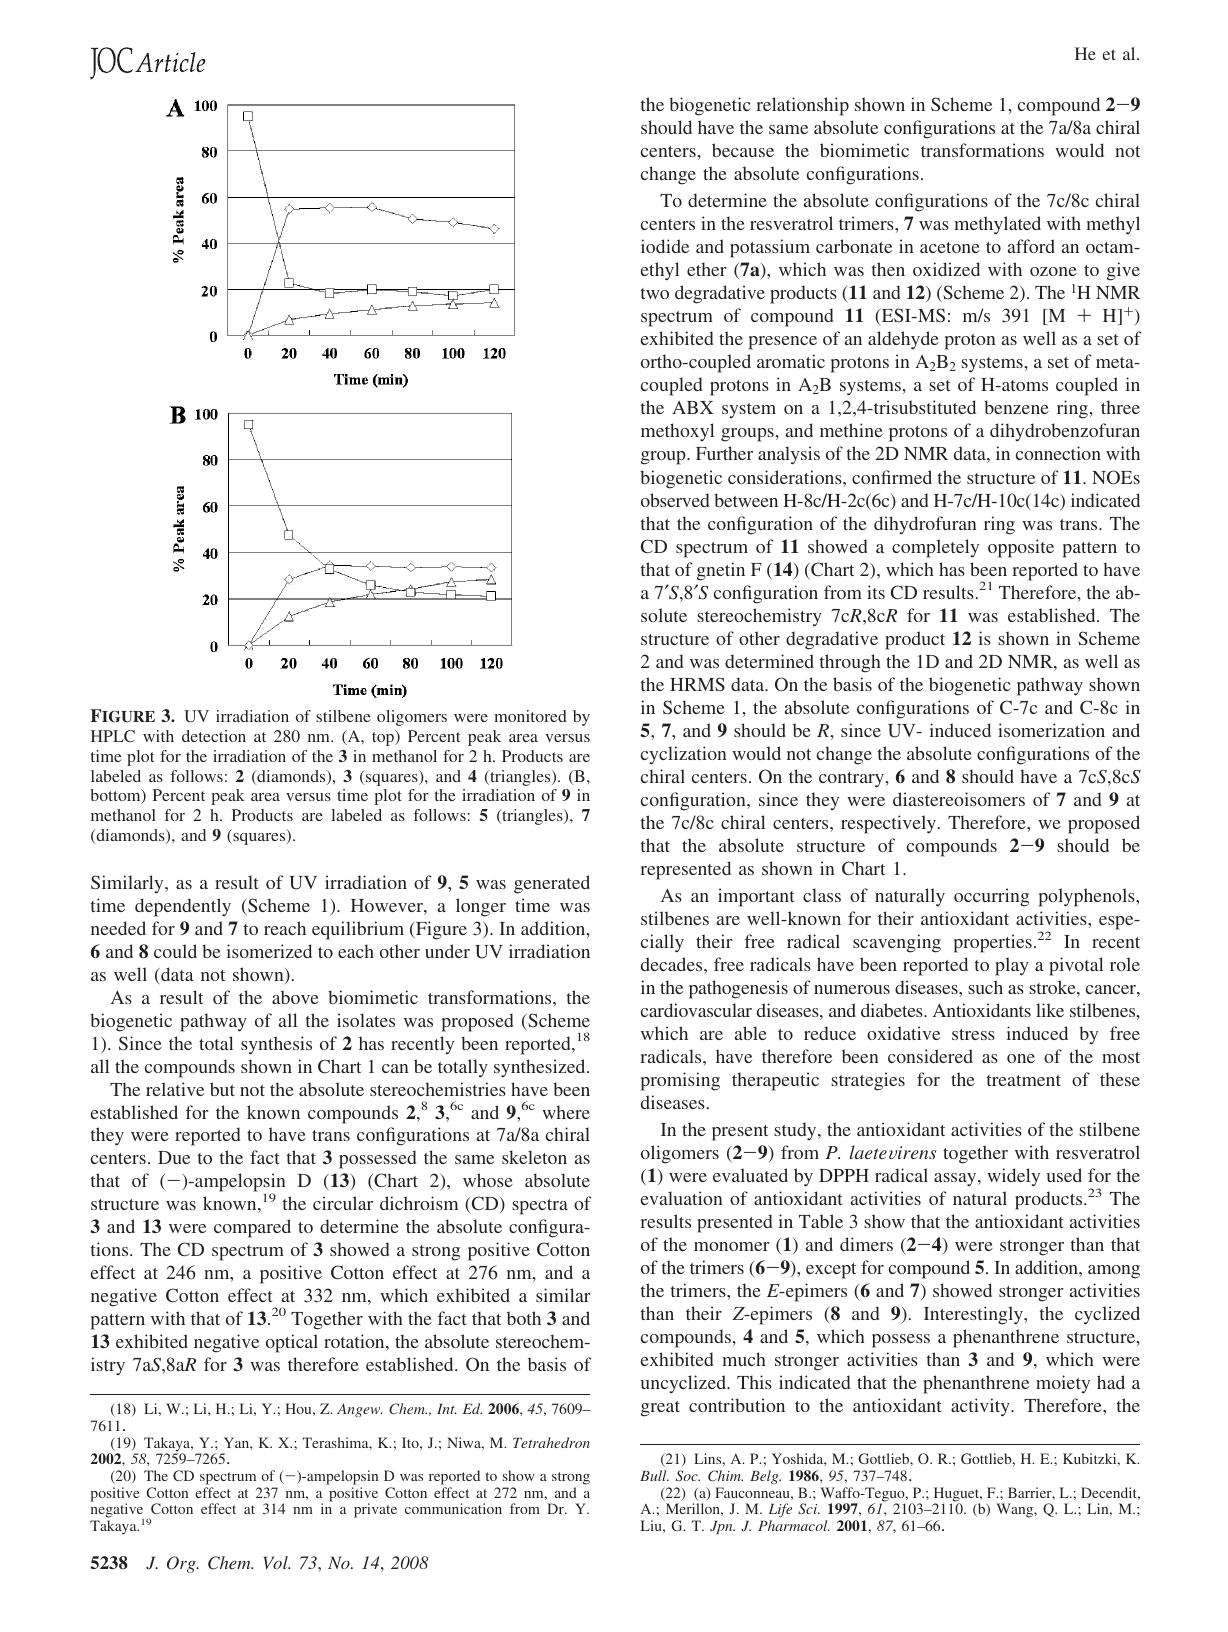 JOC Article
He et al.
A
100
80
60
40
20
0
% Peak area
0 20 40 60 80 100 120
Time (min)
B
100
80
60
40
20
0
% Peak area
0 20 40 60 80 100 120
Time (min)
FIGURE 3. UV irradiation of stilbene oligomers were monitored by
HPLC with detection at 280 nm. (A, top) Percent peak area versus
time plot for the irradiation of the 3 in methanol for 2 h. Products are
labeled as follows: 2 (diamonds), 3 (squares), and 4 (triangles). (B,
bottom) Percent peak area versus time plot for the irradiation of 9 in
methanol for 2 h. Products are labeled as follows: 5 (triangles), 7
(diamonds), and 9 (squares).
Similarly, as a result of UV irradiation of 9, 5 was generated
time dependently (Scheme 1). However, a longer time was
needed for 9 and 7 to reach equilibrium (Figure 3). In addition,
6 and 8 could be isomerized to each other under UV irradiation
as well (data not shown).
As a result of the above biomimetic transformations, the
biogenetic pathway of all the isolates was proposed (Scheme
1). Since the total synthesis of 2 has recently been reported,18
all the compounds shown in Chart 1 can be totally synthesized.
The relative but not the absolute stereochemistries have been
established for the known compounds 2,8 3,6c and 9,6c where
they were reported to have trans configurations at 7a/8a chiral
centers. Due to the fact that 3 possessed the same skeleton as
that of (−)-ampelopsin D (13) (Chart 2), whose absolute
structure was known,19 the circular dichroism (CD) spectra of
3 and 13 were compared to determine the absolute configura-
tions. The CD spectrum of 3 showed a strong positive Cotton
effect at 246 nm, a positive Cotton effect at 276 nm, and a
negative Cotton effect at 332 nm, which exhibited a similar
pattern with that of 13.20 Together with the fact that both 3 and
13 exhibited negative optical rotation, the absolute stereochem-
istry 7aS,8aR for 3 was therefore established. On the basis of
(18) Li, W.; Li, H.; Li, Y.; Hou, Z. Angew. Chem., Int. Ed. 2006, 45, 7609–
7611.
(19) Takaya, Y.; Yan, K. X.; Terashima, K.; Ito, J.; Niwa, M. Tetrahedron
2002, 58, 7259–7265.
(20) The CD spectrum of (−)-ampelopsin D was reported to show a strong
positive Cotton effect at 237 nm, a positive Cotton effect at 272 nm, and a
negative Cotton effect at 314 nm in a private communication from Dr. Y.
Takaya.19
the biogenetic relationship shown in Scheme 1, compound 2−9
should have the same absolute configurations at the 7a/8a chiral
centers, because the biomimetic transformations would not
change the absolute configurations.
To determine the absolute configurations of the 7c/8c chiral
centers in the resveratrol trimers, 7 was methylated with methyl
iodide and potassium carbonate in acetone to afford an octam-
ethyl ether (7a), which was then oxidized with ozone to give
two degradative products (11 and 12) (Scheme 2). The 1H NMR
spectrum of compound 11 (ESI-MS: m/s 391 [M + H]+)
exhibited the presence of an aldehyde proton as well as a set of
ortho-coupled aromatic protons in A2B2 systems, a set of meta-
coupled protons in A2B systems, a set of H-atoms coupled in
the ABX system on a 1,2,4-trisubstituted benzene ring, three
methoxyl groups, and methine protons of a dihydrobenzofuran
group. Further analysis of the 2D NMR data, in connection with
biogenetic considerations, confirmed the structure of 11. NOEs
observed between H-8c/H-2c(6c) and H-7c/H-10c(14c) indicated
that the configuration of the dihydrofuran ring was trans. The
CD spectrum of 11 showed a completely opposite pattern to
that of gnetin F (14) (Chart 2), which has been reported to have
a 7′S,8′S configuration from its CD results.21 Therefore, the ab-
solute stereochemistry 7cR,8cR for 11 was established. The
structure of other degradative product 12 is shown in Scheme
2 and was determined through the 1D and 2D NMR, as well as
the HRMS data. On the basis of the biogenetic pathway shown
in Scheme 1, the absolute configurations of C-7c and C-8c in
5, 7, and 9 should be R, since UV- induced isomerization and
cyclization would not change the absolute configurations of the
chiral centers. On the contrary, 6 and 8 should have a 7cS,8cS
configuration, since they were diastereoisomers of 7 and 9 at
the 7c/8c chiral centers, respectively. Therefore, we proposed
that the absolute structure of compounds 2−9 should be
represented as shown in Chart 1.
As an important class of naturally occurring polyphenols,
stilbenes are well-known for their antioxidant activities, espe-
cially their free radical scavenging properties.22 In recent
decades, free radicals have been reported to play a pivotal role
in the pathogenesis of numerous diseases, such as stroke, cancer,
cardiovascular diseases, and diabetes. Antioxidants like stilbenes,
which are able to reduce oxidative stress induced by free
radicals, have therefore been considered as one of the most
promising therapeutic strategies for the treatment of these
diseases.
In the present study, the antioxidant activities of the stilbene
oligomers (2−9) from P. laetevirens together with resveratrol
(1) were evaluated by DPPH radical assay, widely used for the
evaluation of antioxidant activities of natural products.23 The
results presented in Table 3 show that the antioxidant activities
of the monomer (1) and dimers (2−4) were stronger than that
of the trimers (6−9), except for compound 5. In addition, among
the trimers, the E-epimers (6 and 7) showed stronger activities
than their Z-epimers (8 and 9). Interestingly, the cyclized
compounds, 4 and 5, which possess a phenanthrene structure,
exhibited much stronger activities than 3 and 9, which were
uncyclized. This indicated that the phenanthrene moiety had a
great contribution to the antioxidant activity. Therefore, the
(21) Lins, A. P.; Yoshida, M.; Gottlieb, O. R.; Gottlieb, H. E.; Kubitzki, K.
Bull. Soc. Chim. Belg. 1986, 95, 737–748.
(22) (a) Fauconneau, B.; Waffo-Teguo, P.; Huguet, F.; Barrier, L.; Decendit,
A.; Merillon, J. M. Life Sci. 1997, 61, 2103–2110. (b) Wang, Q. L.; Lin, M.;
Liu, G. T. Jpn. J. Pharmacol. 2001, 87, 61–66.
5238 J. Org. Chem. Vol. 73, No. 14, 2008